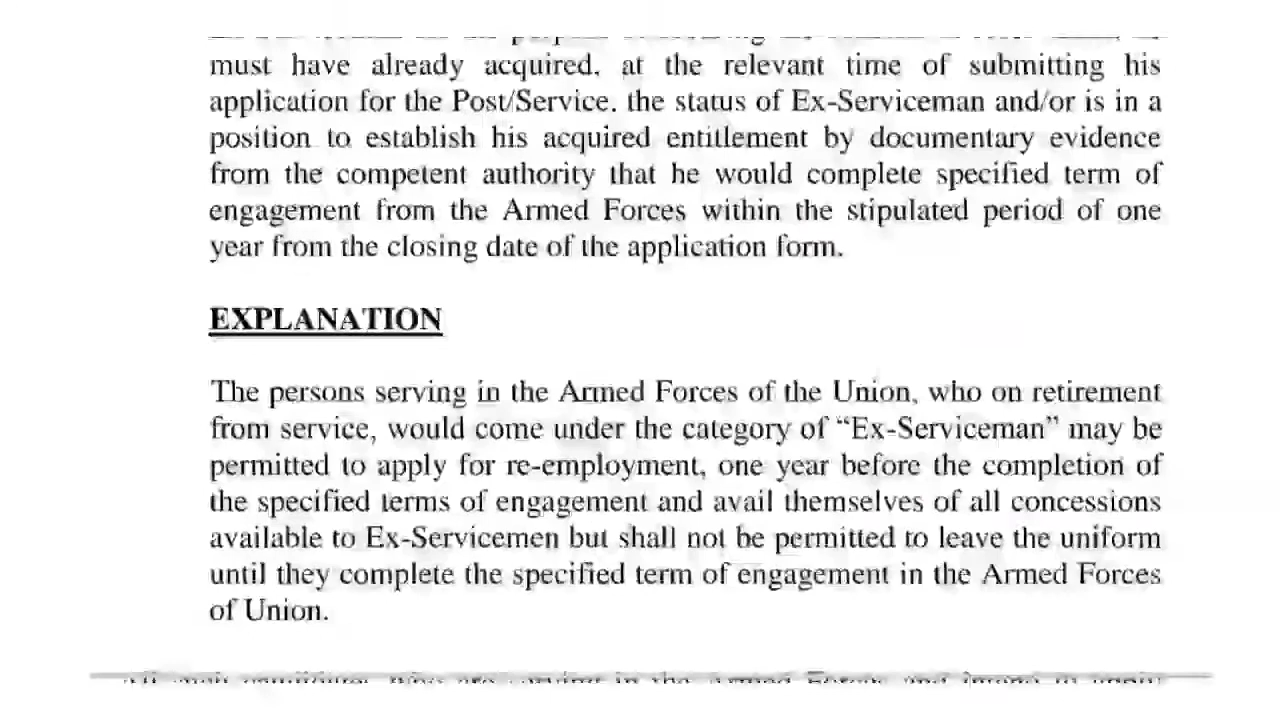 must have already acquired, at the relevant time of submitting his
application for the Post/Service. the status of Ex-Serviceman and/or is in a
position to establish his acquired entitlement by documentary evidence
from the competent authority that he would complete specified term of
engagement from the Armed Forces within the stipulated period of one
year from the closing date of the application form.
EXPLANATION
The persons serving in the Armed Forces of the Union, who on retirement
from service, would come under the category of “Ex-Serviceman” may be
permitted to apply for re-employment, one year before the completion of
the specified terms of engagement and avail themselves of all concessions
available to Ex-Servicemen but shall not be permitted to leave the uniform
until they complete the specified term of engagement in the Armed Forces
of Union.